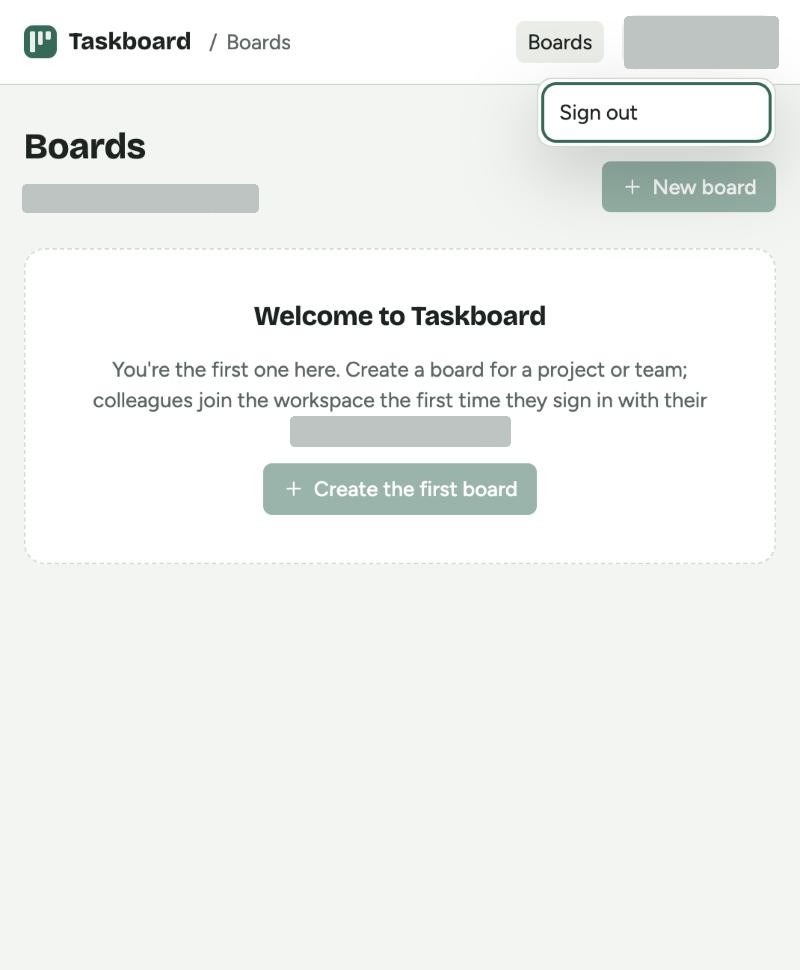 Taskboard / Boards
Boards
Sign out
Boards
+ New board
Welcome to Taskboard
You're the first one here. Create a board for a project or team;
colleagues join the workspace the first time they sign in with their
+ Create the first board